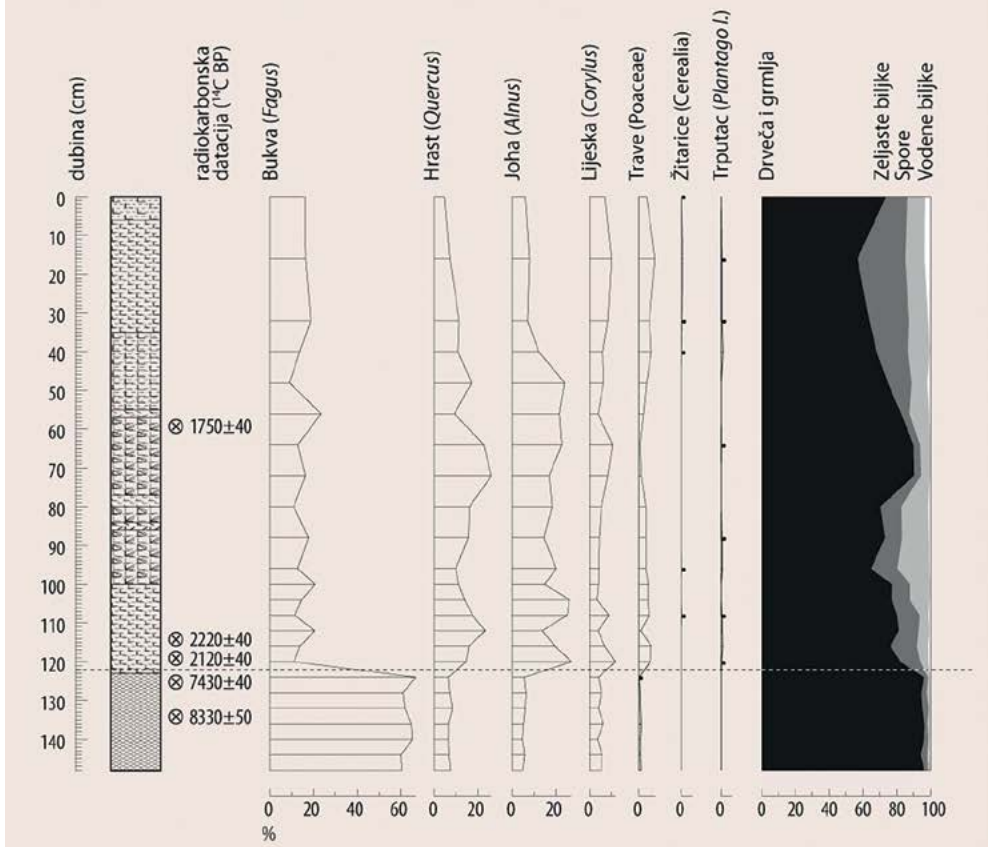 dubina (cm)
radiokarbonska
datacija (¹⁴C BP)
Bukva (Fagus)
Hrast (Quercus)
Joha (Alnus)
Lijeska (Corylus)
Trave (Poaceae)
Žitarice (Cerealia)
Trputac (Plantago l.)
Drveća i grmlja
Zeljaste biljke
Spore
Vodene biljke
0
10
20
30
40
50
60
70
80
90
100
110
120
130
140
⊗ 1750±40
⊗ 2220±40
⊗ 2120±40
⊗ 7430±40
⊗ 8330±50
0 20 40 60 0 20 0 20 0 0 0 0 0 20 40 60 80 100
%